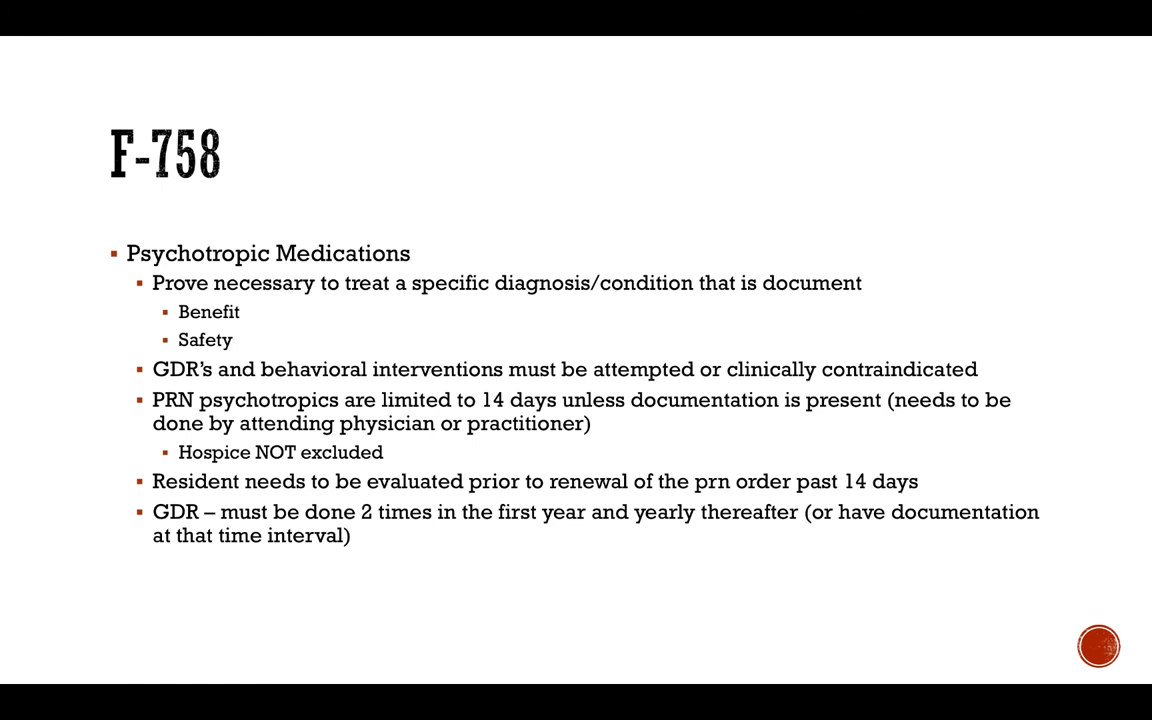 F-758
Psychotropic Medications
Prove necessary to treat a specific diagnosis/condition that is document
Benefit
Safety
GDR's and behavioral interventions must be attempted or clinically contraindicated
PRN psychotropics are limited to 14 days unless documentation is present (needs to be
done by attending physician or practitioner)
Hospice NOT excluded
Resident needs to be evaluated prior to renewal of the prn order past 14 days
GDR – must be done 2 times in the first year and yearly thereafter (or have documentation
at that time interval)